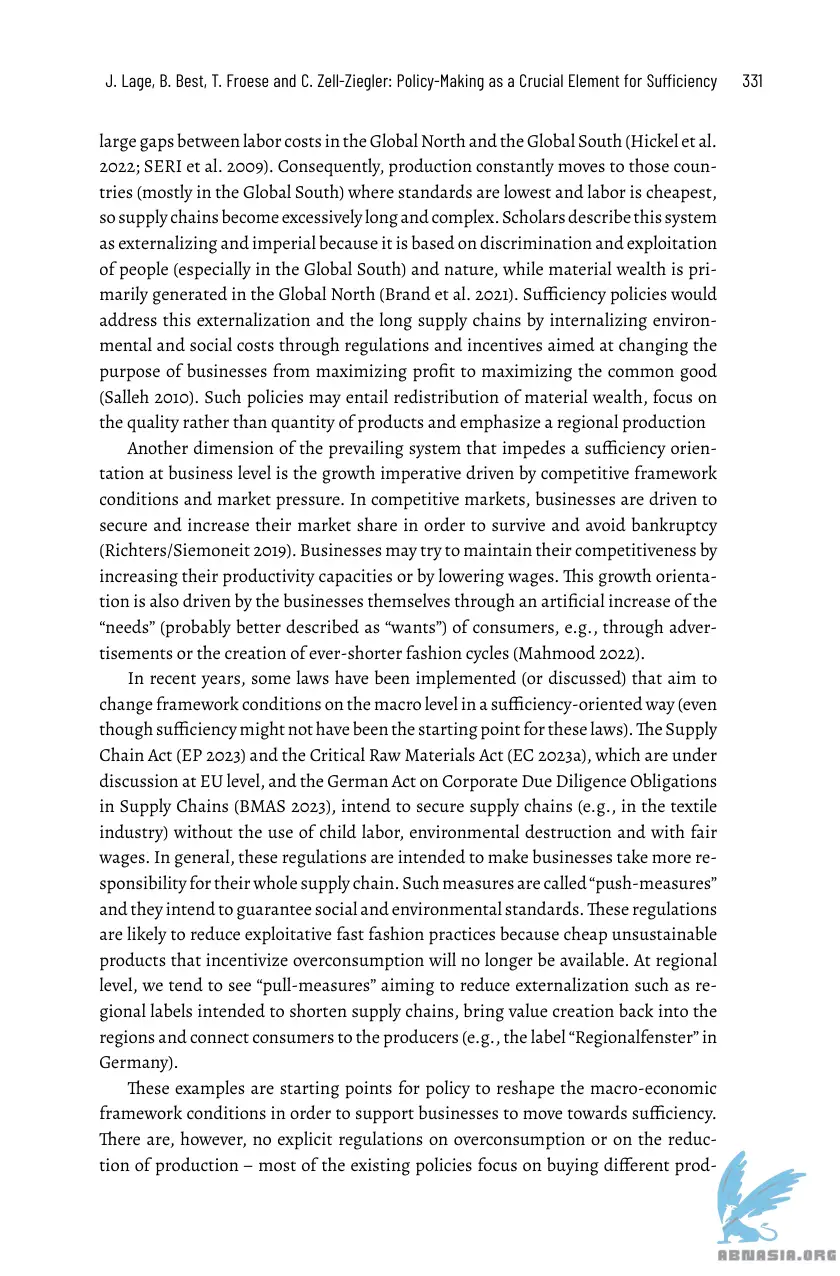 J. Lage, B. Best, T. Froese and C. Zell-Ziegler: Policy-Making as a Crucial Element for Sufficiency 331
large gaps between labor costs in the Global North and the Global South (Hickel et al.
2022; SERI et al. 2009). Consequently, production constantly moves to those coun-
tries (mostly in the Global South) where standards are lowest and labor is cheapest,
so supply chains become excessively long and complex. Scholars describe this system
as externalizing and imperial because it is based on discrimination and exploitation
of people (especially in the Global South) and nature, while material wealth is pri-
marily generated in the Global North (Brand et al. 2021). Sufficiency policies would
address this externalization and the long supply chains by internalizing environ-
mental and social costs through regulations and incentives aimed at changing the
purpose of businesses from maximizing profit to maximizing the common good
(Salleh 2010). Such policies may entail redistribution of material wealth, focus on
the quality rather than quantity of products and emphasize a regional production
Another dimension of the prevailing system that impedes a sufficiency orien-
tation at business level is the growth imperative driven by competitive framework
conditions and market pressure. In competitive markets, businesses are driven to
secure and increase their market share in order to survive and avoid bankruptcy
(Richters/Siemoneit 2019). Businesses may try to maintain their competitiveness by
increasing their productivity capacities or by lowering wages. This growth orienta-
tion is also driven by the businesses themselves through an artificial increase of the
“needs” (probably better described as “wants”) of consumers, e.g., through adver-
tisements or the creation of ever-shorter fashion cycles (Mahmood 2022).
In recent years, some laws have been implemented (or discussed) that aim to
change framework conditions on the macro level in a sufficiency-oriented way (even
though sufficiency might not have been the starting point for these laws). The Supply
Chain Act (EP 2023) and the Critical Raw Materials Act (EC 2023a), which are under
discussion at EU level, and the German Act on Corporate Due Diligence Obligations
in Supply Chains (BMAS 2023), intend to secure supply chains (e.g., in the textile
industry) without the use of child labor, environmental destruction and with fair
wages. In general, these regulations are intended to make businesses take more re-
sponsibility for their whole supply chain. Such measures are called “push-measures”
and they intend to guarantee social and environmental standards. These regulations
are likely to reduce exploitative fast fashion practices because cheap unsustainable
products that incentivize overconsumption will no longer be available. At regional
level, we tend to see “pull-measures” aiming to reduce externalization such as re-
gional labels intended to shorten supply chains, bring value creation back into the
regions and connect consumers to the producers (e.g., the label “Regionalfenster” in
Germany).
These examples are starting points for policy to reshape the macro-economic
framework conditions in order to support businesses to move towards sufficiency.
There are, however, no explicit regulations on overconsumption or on the reduc-
tion of production – most of the existing policies focus on buying different prod-
ABNASIA.ORG